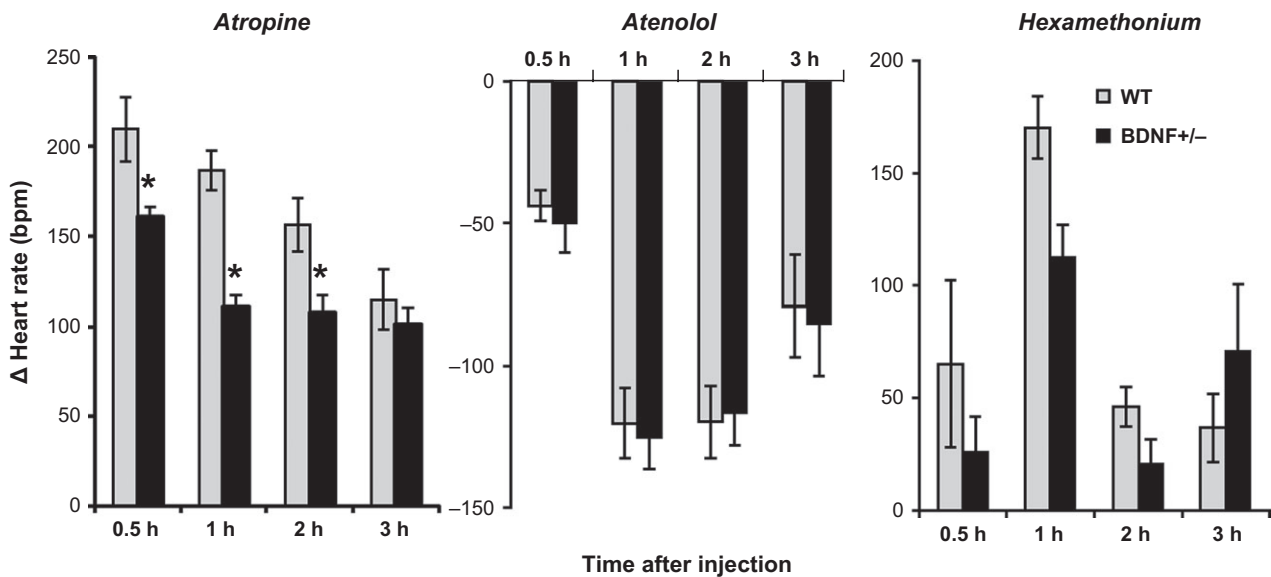 Atropine
Atenolol
Hexamethonium
Δ Heart rate (bpm)
250
200
150
100
50
0
*
*
*
0.5 h 1 h 2 h 3 h
0.5 h 1 h 2 h 3 h
0
–50
–100
–150
200
150
100
50
0
WT
BDNF+/–
0.5 h 1 h 2 h 3 h
Time after injection